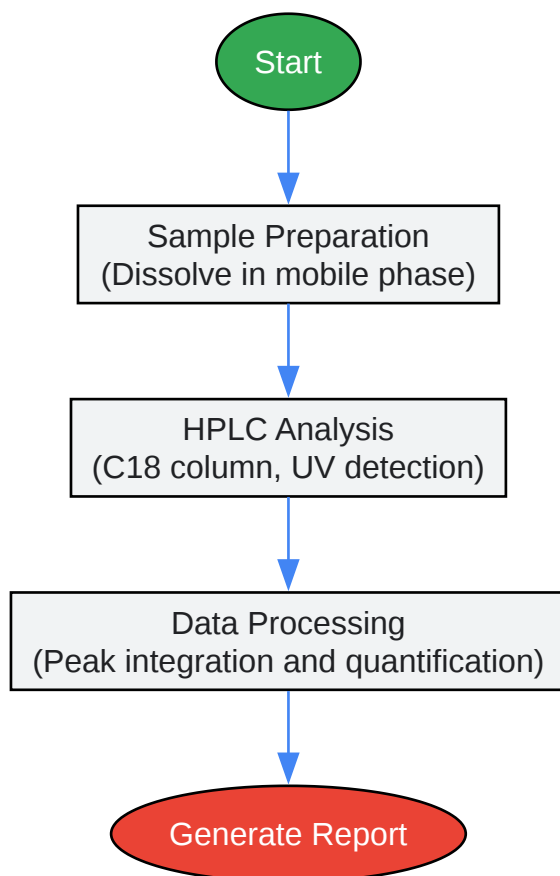 Start
Sample Preparation
(Dissolve in mobile phase)
HPLC Analysis
(C18 column, UV detection)
Data Processing
(Peak integration and quantification)
Generate Report